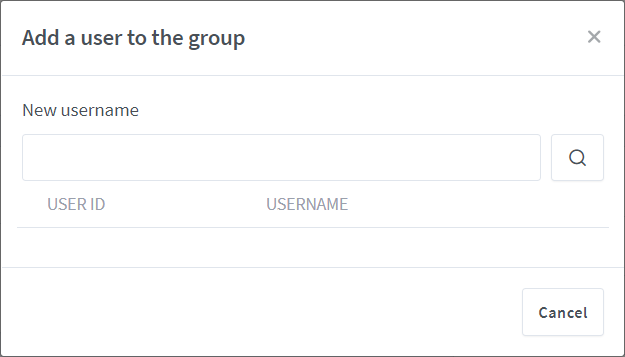 Add a user to the group
New username
USER ID USERNAME
Cancel